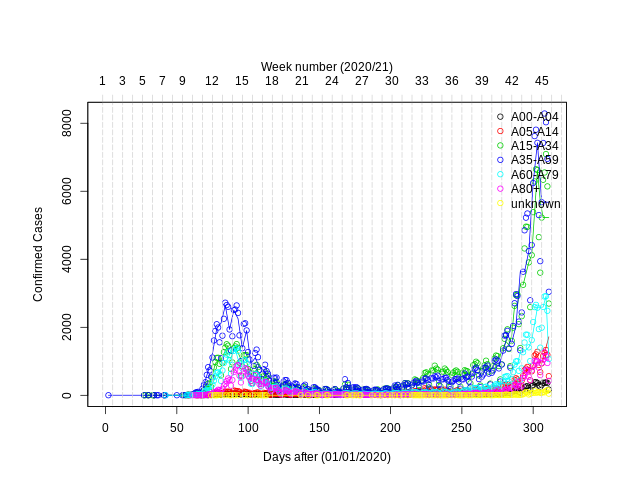 Week number (2020/21)
1 3 5 7 9 12 15 18 21 24 27 30 33 36 39 42 45
Confirmed Cases
8000
6000
4000
2000
0
A00-A04
A05-A14
A15-A34
A35-A59
A60-A79
A80+
unknown
0 50 100 150 200 250 300
Days after (01/01/2020)